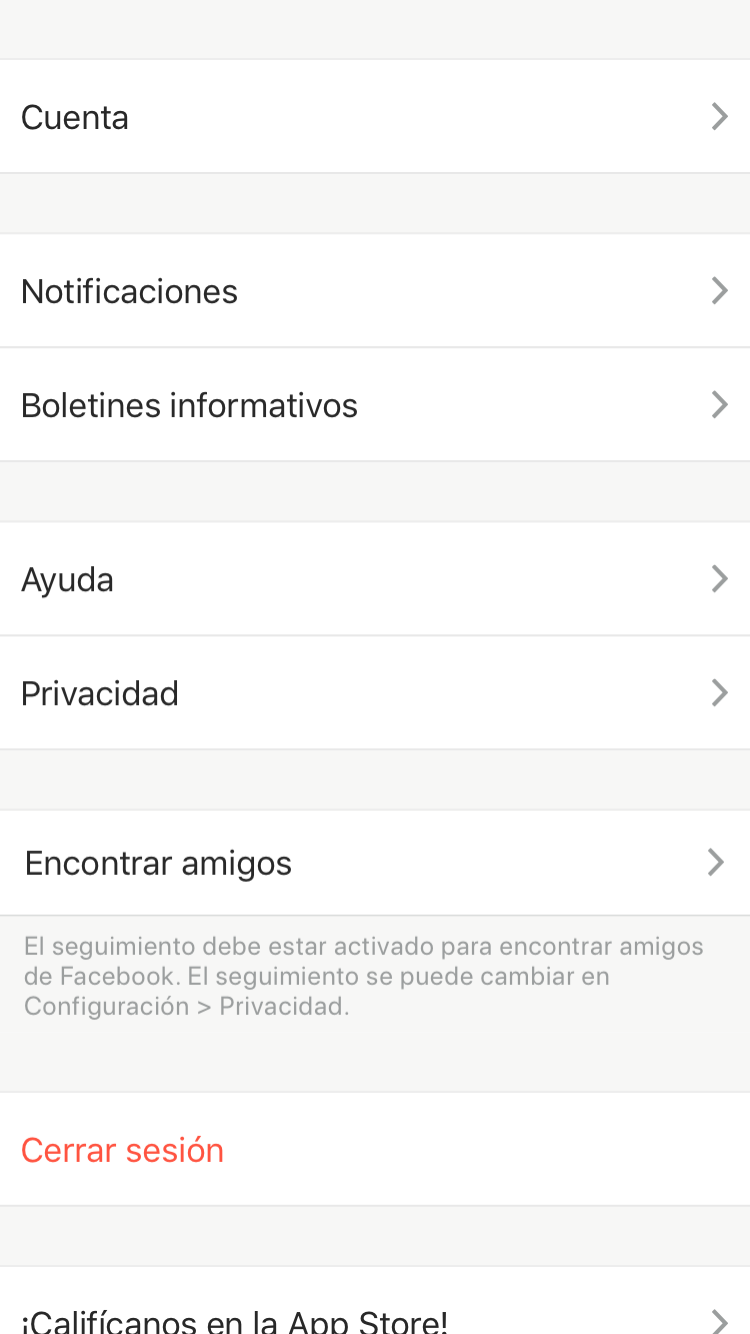 Cuenta
Notificaciones
Boletines informativos
Ayuda
Privacidad
Encontrar amigos
El seguimiento debe estar activado para encontrar amigos
de Facebook. El seguimiento se puede cambiar en
Configuración > Privacidad.
Cerrar sesión
¡Califícanos en la App Store!